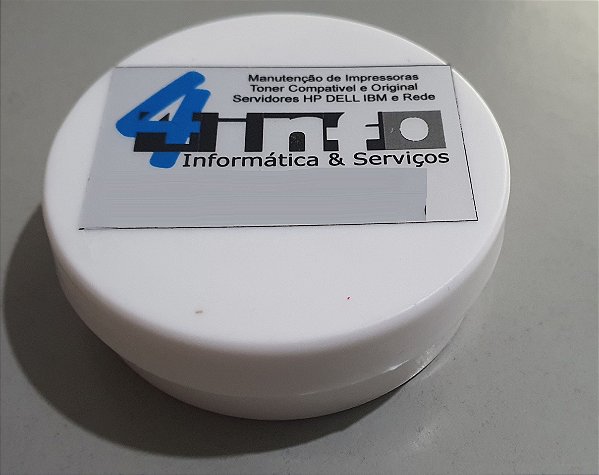 Manutenção de Impressoras
Toner Compativel e Original
Servidores HP DELL IBM e Rede
4info
Informática & Serviços